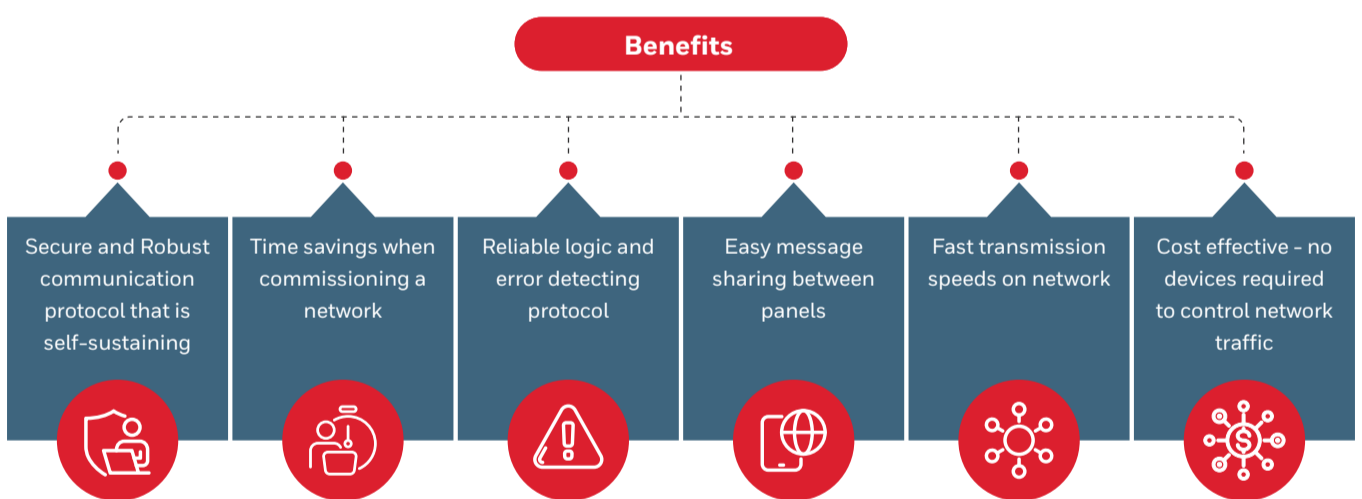 Benefits
Secure and Robust
communication
protocol that is
self-sustaining
Time savings when
commissioning a
network
Reliable logic and
error detecting
protocol
Easy message
sharing between
panels
Fast transmission
speeds on network
Cost effective - no
devices required
to control network
traffic
$